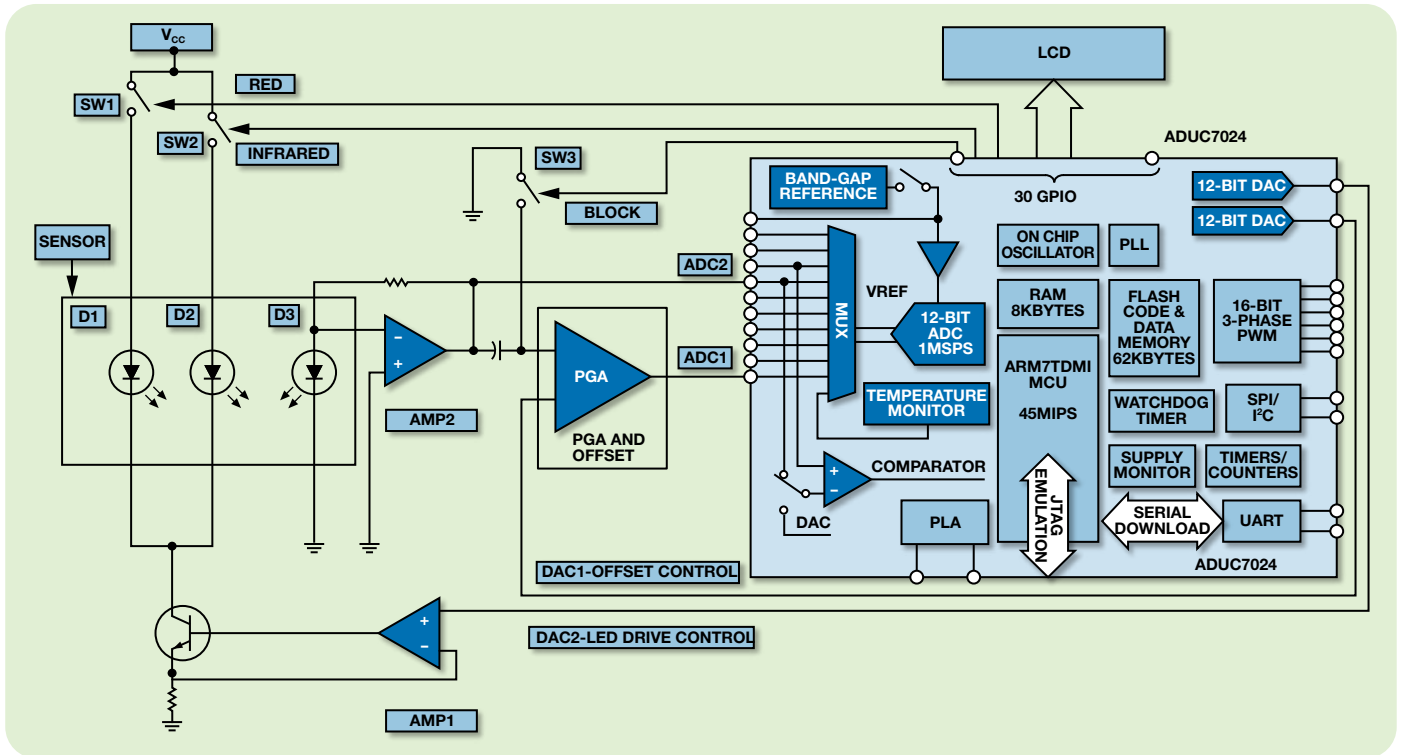 VCC
LCD
RED
SW1
SW2
INFRARED
SW3
BLOCK
ADUC7024
BAND-GAP
REFERENCE
30 GPIO
12-BIT DAC
12-BIT DAC
SENSOR
ON CHIP
OSCILLATOR
PLL
ADC2
MUX
VREF
RAM
8KBYTES
FLASH
CODE &
DATA
MEMORY
62KBYTES
16-BIT
3-PHASE
PWM
D1
D2
D3
12-BIT
ADC
1MSPS
−
+
PGA
ADC1
ARM7TDMI
MCU
45MIPS
TEMPERATURE
MONITOR
WATCHDOG
TIMER
SPI/
I²C
AMP2
PGA AND
OFFSET
+
−
COMPARATOR
SUPPLY
MONITOR
TIMERS/
COUNTERS
DAC
PLA
JTAG
EMULATION
SERIAL
DOWNLOAD
UART
ADUC7024
DAC1-OFFSET CONTROL
+
−
DAC2-LED DRIVE CONTROL
AMP1